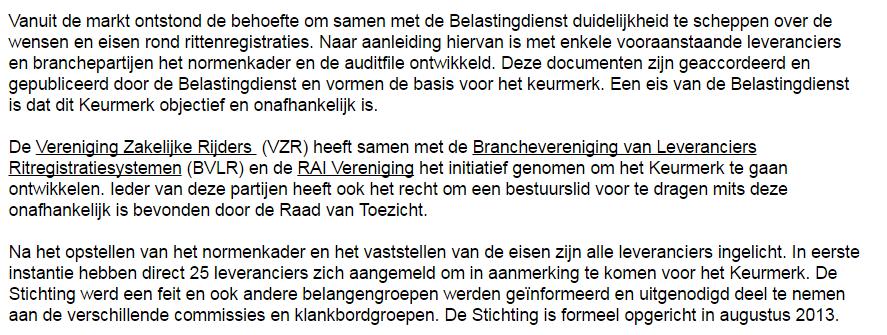 Vanuit de markt ontstond de behoefte om samen met de Belastingdienst duidelijkheid te scheppen over de
wensen en eisen rond rittenregistraties. Naar aanleiding hiervan is met enkele vooraanstaande leveranciers
en branchepartijen het normenkader en de auditfile ontwikkeld. Deze documenten zijn geaccordeerd en
gepubliceerd door de Belastingdienst en vormen de basis voor het keurmerk. Een eis van de Belastingdienst
is dat dit Keurmerk objectief en onafhankelijk is.

De Vereniging Zakelijke Rijders (VZR) heeft samen met de Branchevereniging van Leveranciers
Ritregistratiesystemen (BVLR) en de RAI Vereniging het initiatief genomen om het Keurmerk te gaan
ontwikkelen. Ieder van deze partijen heeft ook het recht om een bestuurslid voor te dragen mits deze
onafhankelijk is bevonden door de Raad van Toezicht.

Na het opstellen van het normenkader en het vaststellen van de eisen zijn alle leveranciers ingelicht. In eerste
instantie hebben direct 25 leveranciers zich aangemeld om in aanmerking te komen voor het Keurmerk. De
Stichting werd een feit en ook andere belangengroepen werden geïnformeerd en uitgenodigd deel te nemen
aan de verschillende commissies en klankbordgroepen. De Stichting is formeel opgericht in augustus 2013.